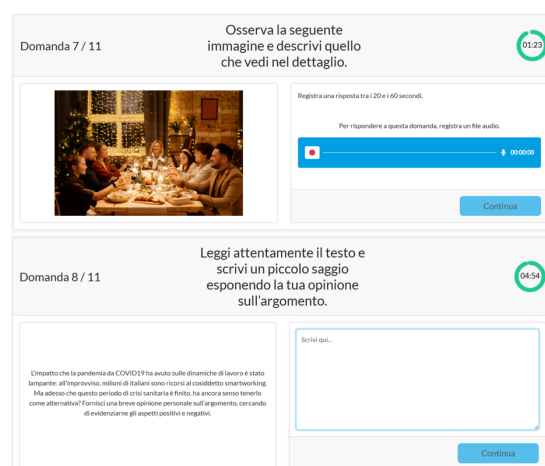 Domanda 7 / 11
Osserva la seguente
immagine e descrivi quello
che vedi nel dettaglio.
01:23
Registra una risposta tra i 20 e i 60 secondi.
Per rispondere a questa domanda, registra un file audio.
00:00:00
Continua
Domanda 8 / 11
Leggi attentamente il testo e
scrivi un piccolo saggio
esponendo la tua opinione
sull'argomento.
04:54
L'impatto che la pandemia da COVID19 ha avuto sulle dinamiche di lavoro è stato
lampante: all'improvviso, milioni di italiani sono ricorsi al cosiddetto smartworking.
Ma adesso che questo periodo di crisi sanitaria è finito, ha ancora senso tenerlo
come alternativa? Fornisci una breve opinione personale sull'argomento, cercando
di evidenziarne gli aspetti positivi e negativi.
Scrivi qui...
Continua